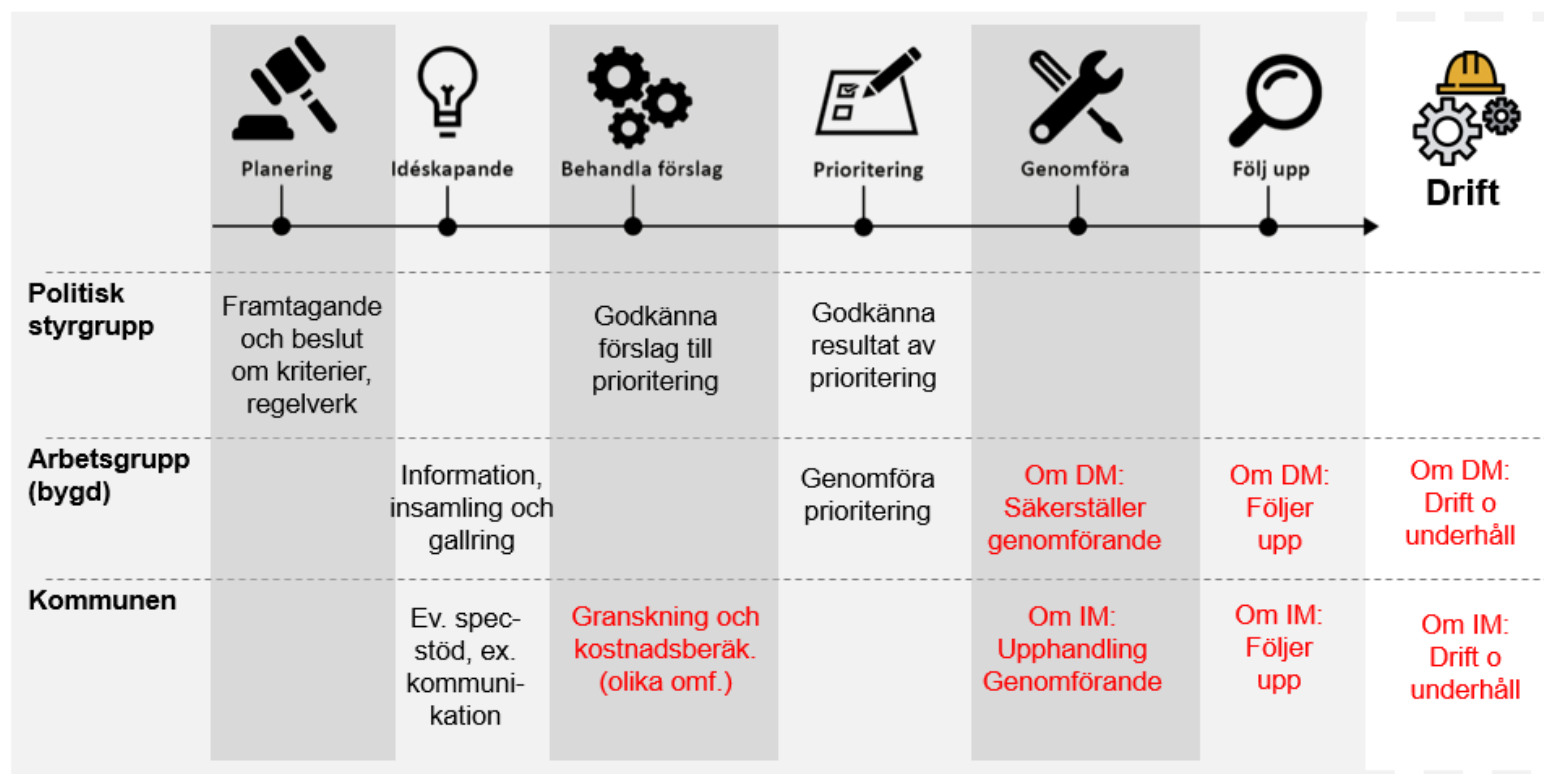 Planering
Idéskapande
Behandla förslag
Prioritering
Genomföra
Följ upp
Drift
Politisk
styrgrupp
Framtagande
och beslut
om kriterier,
regelverk
Godkänna
förslag till
prioritering
Godkänna
resultat av
prioritering
Arbetsgrupp
(bygd)
Information,
insamling och
gallring
Genomföra
prioritering
Om DM:
Säkerställer
genomförande
Om DM:
Följer
upp
Om DM:
Drift o
underhåll
Kommunen
Ev. spec-
stöd, ex.
kommuni-
kation
Granskning och
kostnadsberäk.
(olika omf.)
Om IM:
Upphandling
Genomförande
Om IM:
Följer
upp
Om IM:
Drift o
underhåll